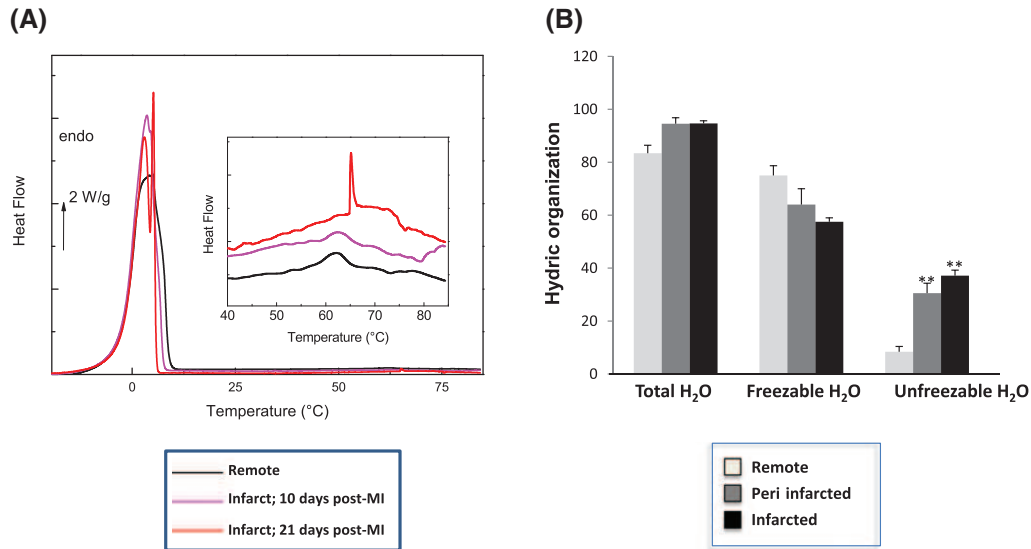 (A)
endo
2 W/g
Heat Flow
0
25
50
75
Temperature (°C)
Heat Flow
40
50
60
70
80
Temperature (°C)
Remote
Infarct; 10 days post-MI
Infarct; 21 days post-MI
(B)
Hydric organization
120
100
80
60
40
20
0
**
**
Total H₂O
Freezable H₂O
Unfreezable H₂O
Remote
Peri infarcted
Infarcted